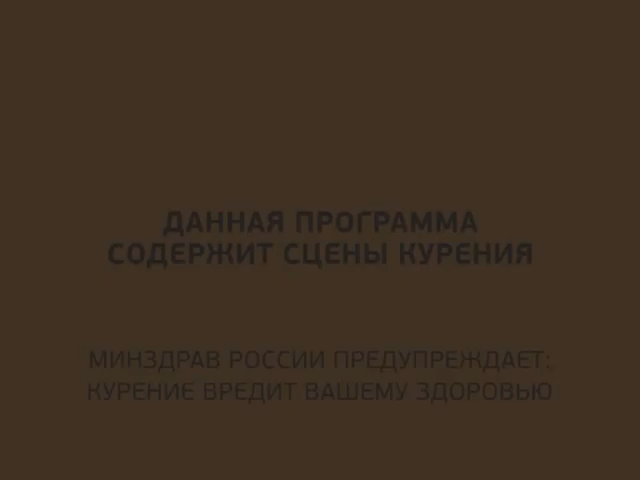 ДАННАЯ ПРОГРАММА
СОДЕРЖИТ СЦЕНЫ КУРЕНИЯ
МИНЗДРАВ РОССИИ ПРЕДУПРЕЖДАЕТ:
КУРЕНИЕ ВРЕДИТ ВАШЕМУ ЗДОРОВЬЮ